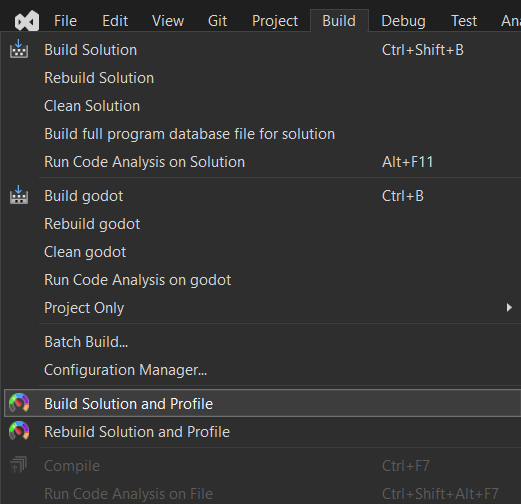 File Edit View Git Project Build Debug Test
Build Solution Ctrl+Shift+B
Rebuild Solution
Clean Solution
Build full program database file for solution
Run Code Analysis on Solution Alt+F11
Build godot Ctrl+B
Rebuild godot
Clean godot
Run Code Analysis on godot
Project Only
Batch Build...
Configuration Manager...
Build Solution and Profile
Rebuild Solution and Profile
Compile Ctrl+F7
Run Code Analysis on File Ctrl+Shift+Alt+F7